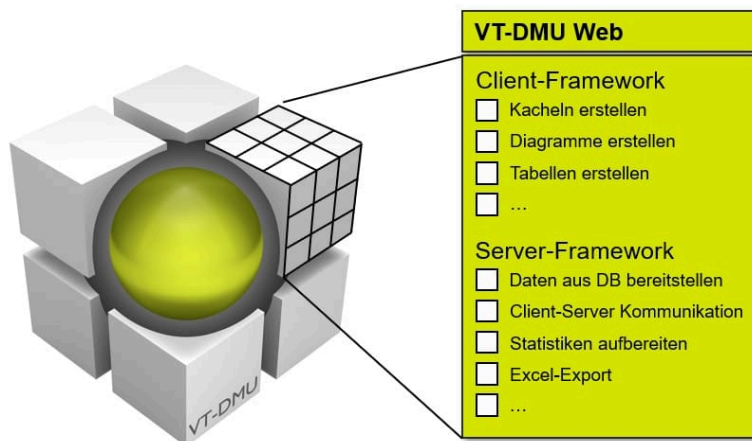 VT-DMU Web
Client-Framework
Kacheln erstellen
Diagramme erstellen
Tabellen erstellen
...
Server-Framework
Daten aus DB bereitstellen
Client-Server Kommunikation
Statistiken aufbereiten
Excel-Export
...
VT-DMU